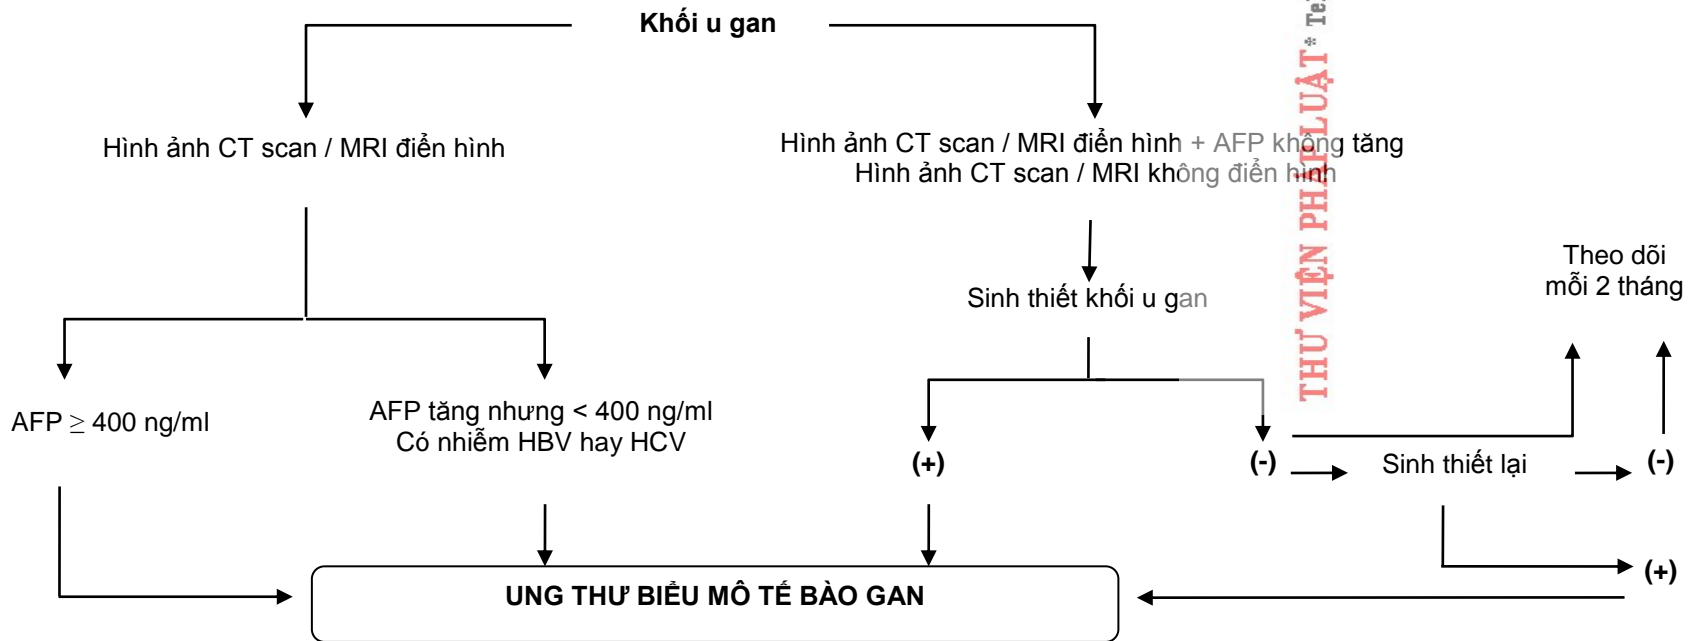 Khối u gan
Hình ảnh CT scan / MRI điển hình
Hình ảnh CT scan / MRI điển hình + AFP không tăng
Hình ảnh CT scan / MRI không điển hình
Sinh thiết khối u gan
Theo dõi
mỗi 2 tháng
AFP ≥ 400 ng/ml
AFP tăng nhưng < 400 ng/ml
Có nhiễm HBV hay HCV
(+)
(-)
Sinh thiết lại
(-)
(+)
UNG THƯ BIỂU MÔ TẾ BÀO GAN
THƯ VIỆN PHÁP LUẬT *